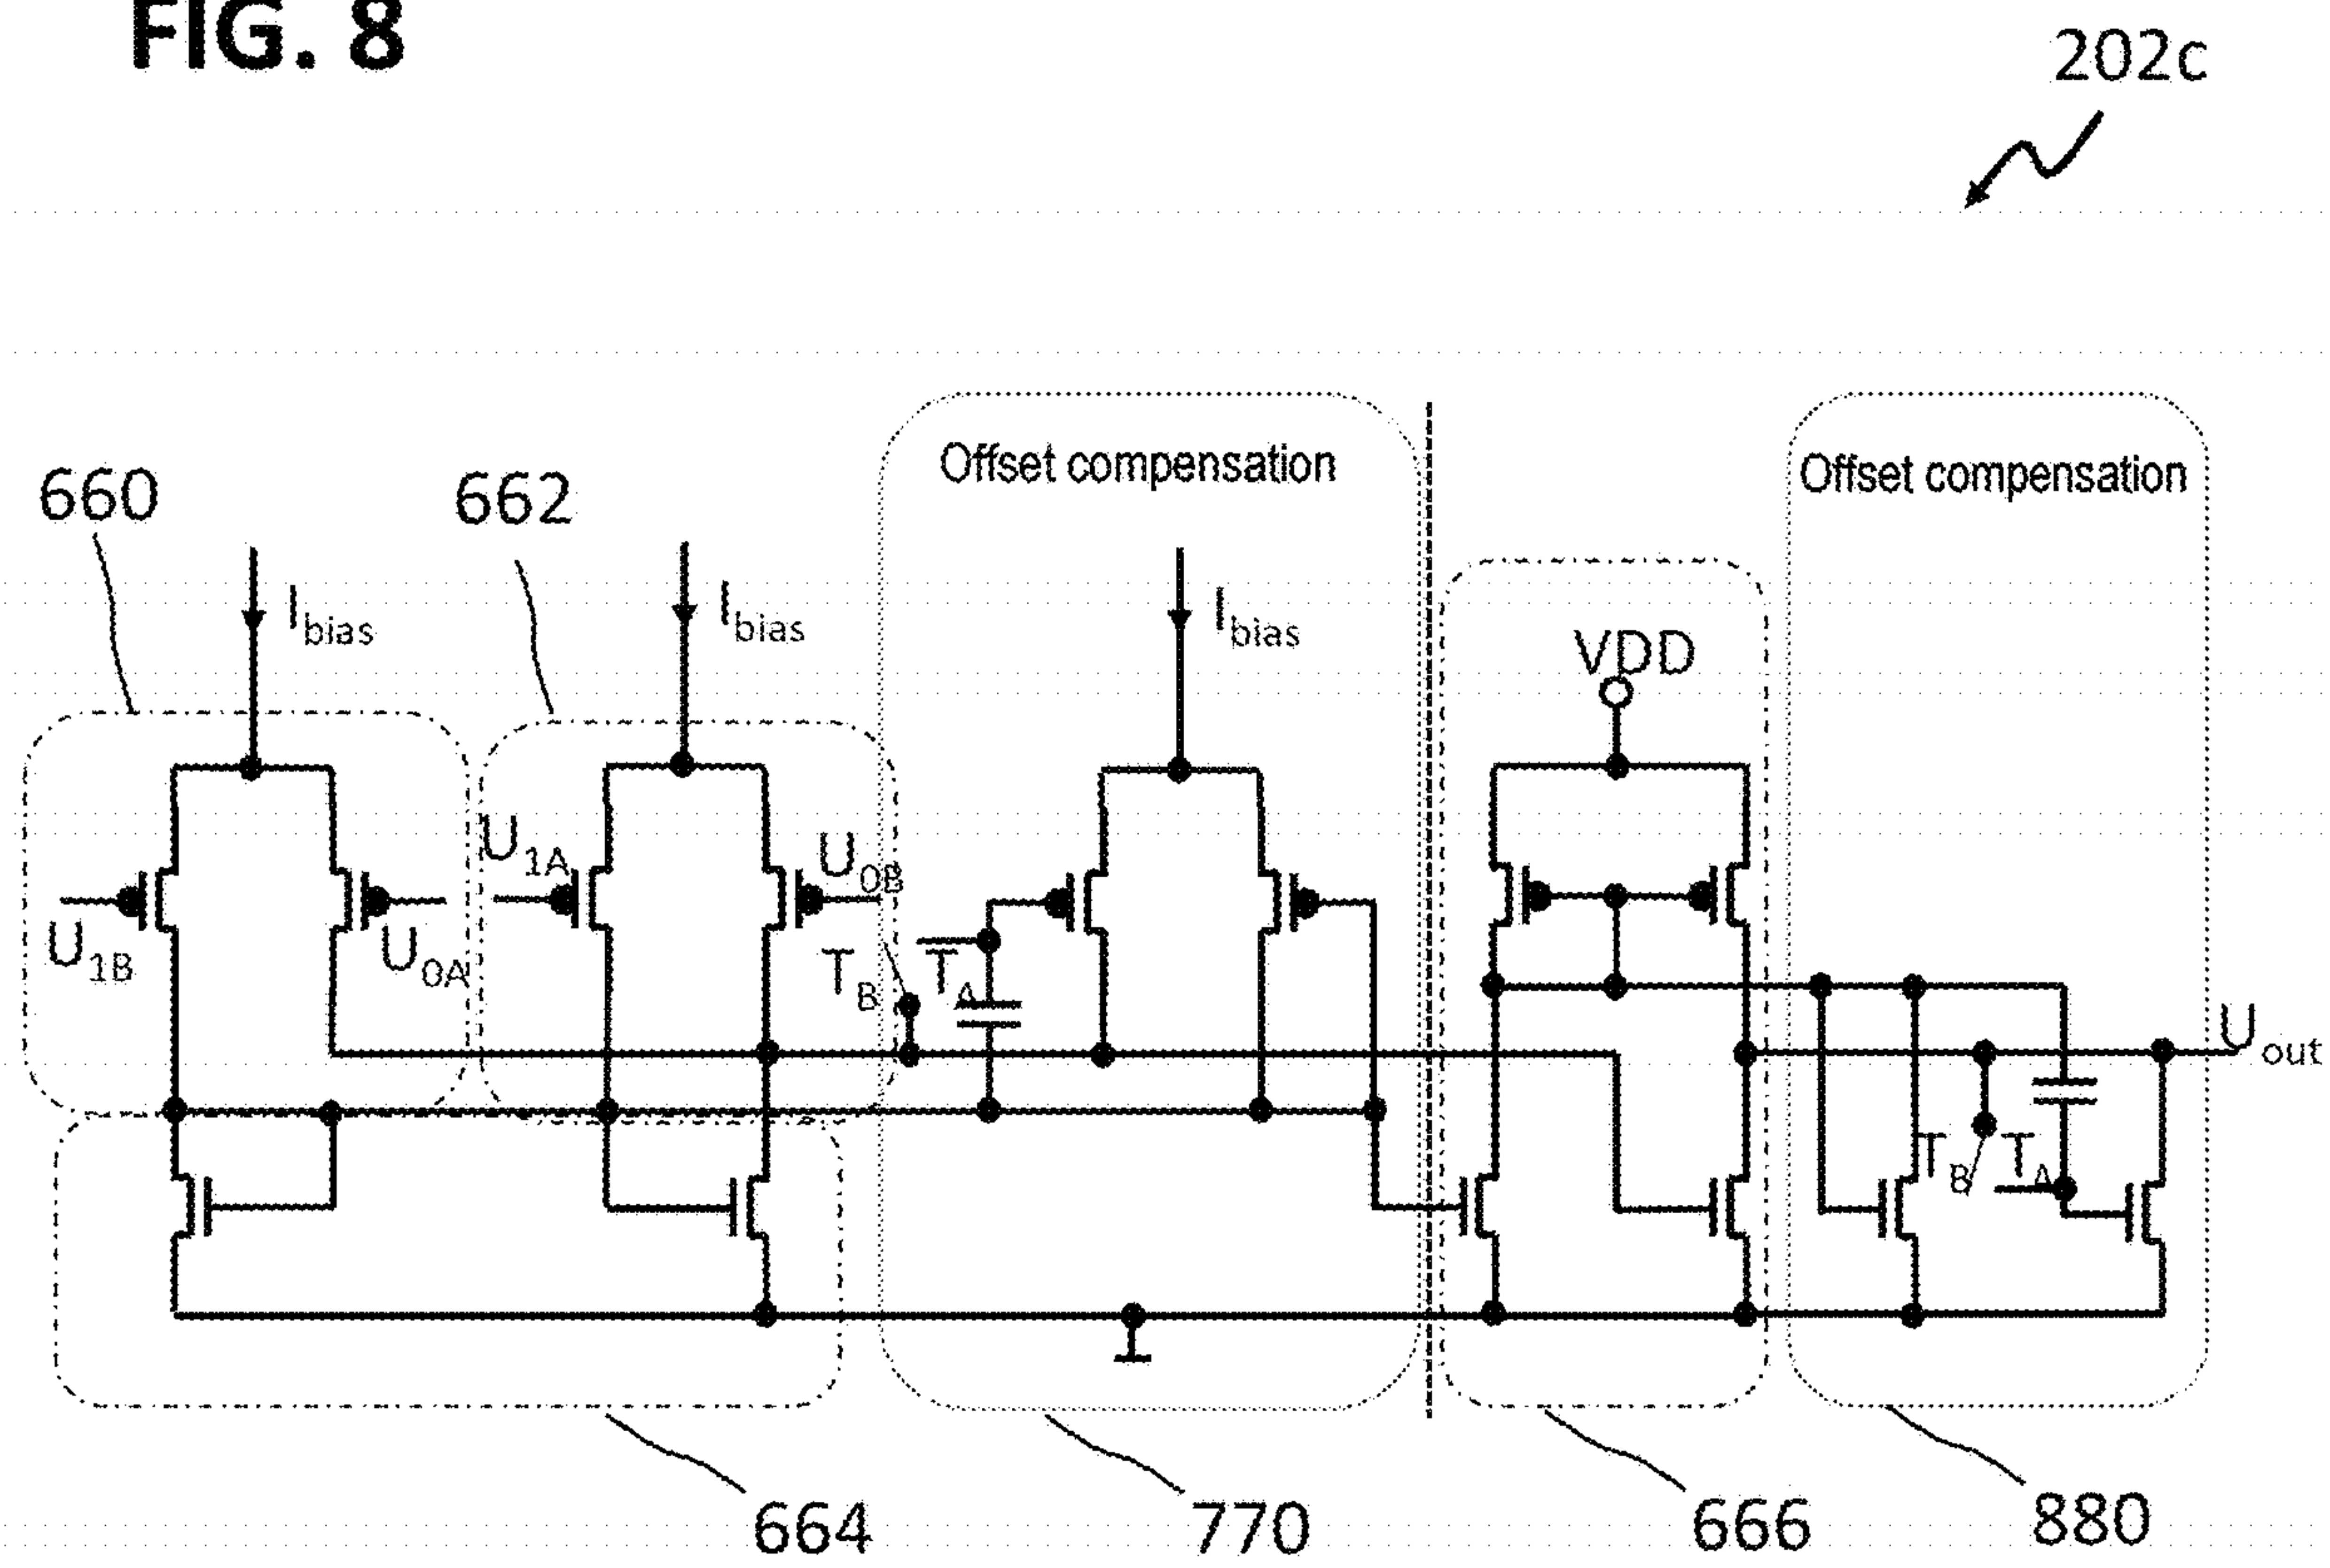 FIG. 8
202c
Offset compensation
Offset compensation
660
662
Ibias
Ibias
Ibias
VDD
U1A
U0B
U1B
U0A
TB
TA
Uout
TB
TA
664
770
666
880